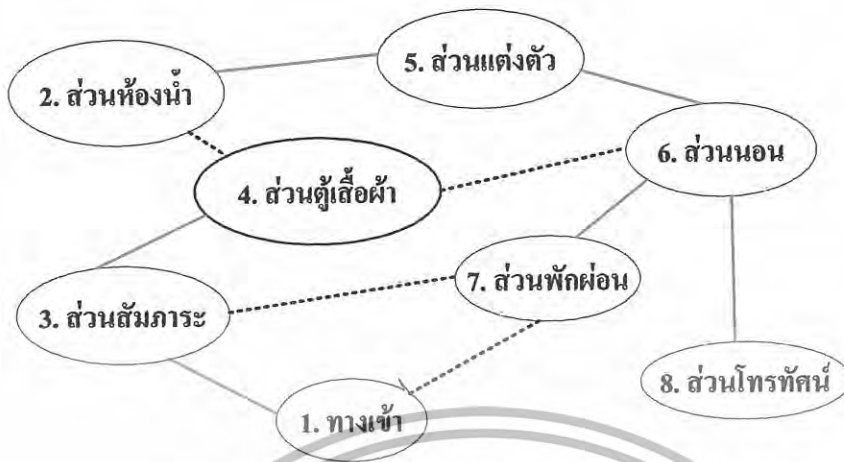 5. ส่วนแต่งตัว
2. ส่วนห้องน้ำ
6. ส่วนนอน
4. ส่วนตู้เสื้อผ้า
7. ส่วนพักผ่อน
3. ส่วนสัมภาระ
8. ส่วนโทรทัศน์
1. ทางเข้า